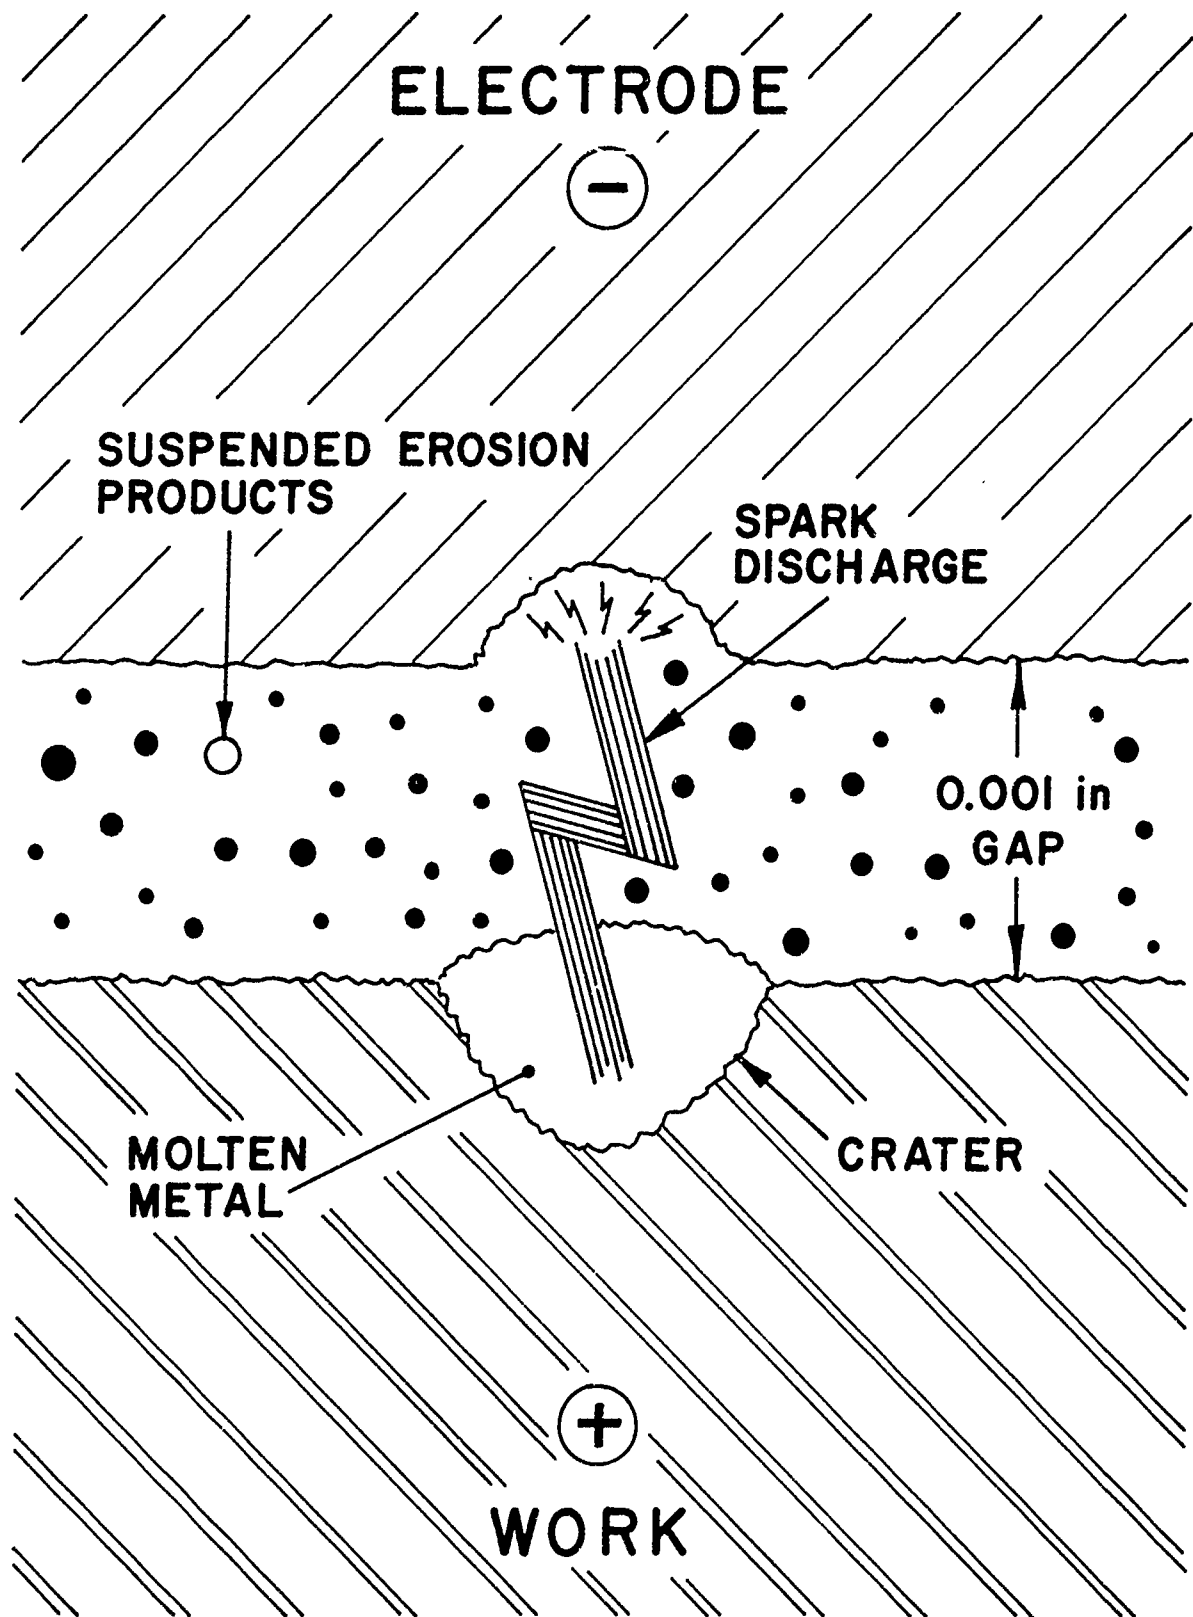 ELECTRODE
−
SUSPENDED EROSION
PRODUCTS
SPARK
DISCHARGE
0.001 in
GAP
MOLTEN
METAL
CRATER
+
WORK